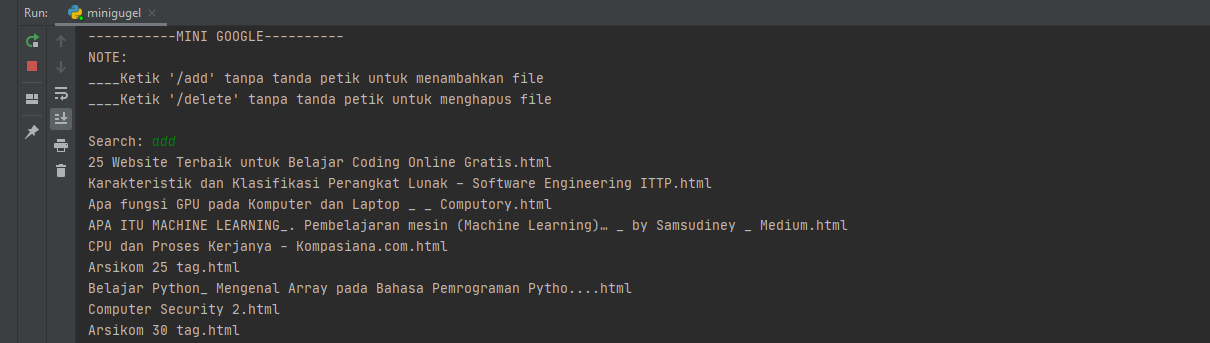 Run: minigugel
-----------MINI GOOGLE----------
NOTE:
____Ketik '/add' tanpa tanda petik untuk menambahkan file
____Ketik '/delete' tanpa tanda petik untuk menghapus file
Search: add
25 Website Terbaik untuk Belajar Coding Online Gratis.html
Karakteristik dan Klasifikasi Perangkat Lunak – Software Engineering ITTP.html
Apa fungsi GPU pada Komputer dan Laptop _ _ Computory.html
APA ITU MACHINE LEARNING_. Pembelajaran mesin (Machine Learning)… _ by Samsudiney _ Medium.html
CPU dan Proses Kerjanya - Kompasiana.com.html
Arsikom 25 tag.html
Belajar Python_ Mengenal Array pada Bahasa Pemrograman Pytho....html
Computer Security 2.html
Arsikom 30 tag.html